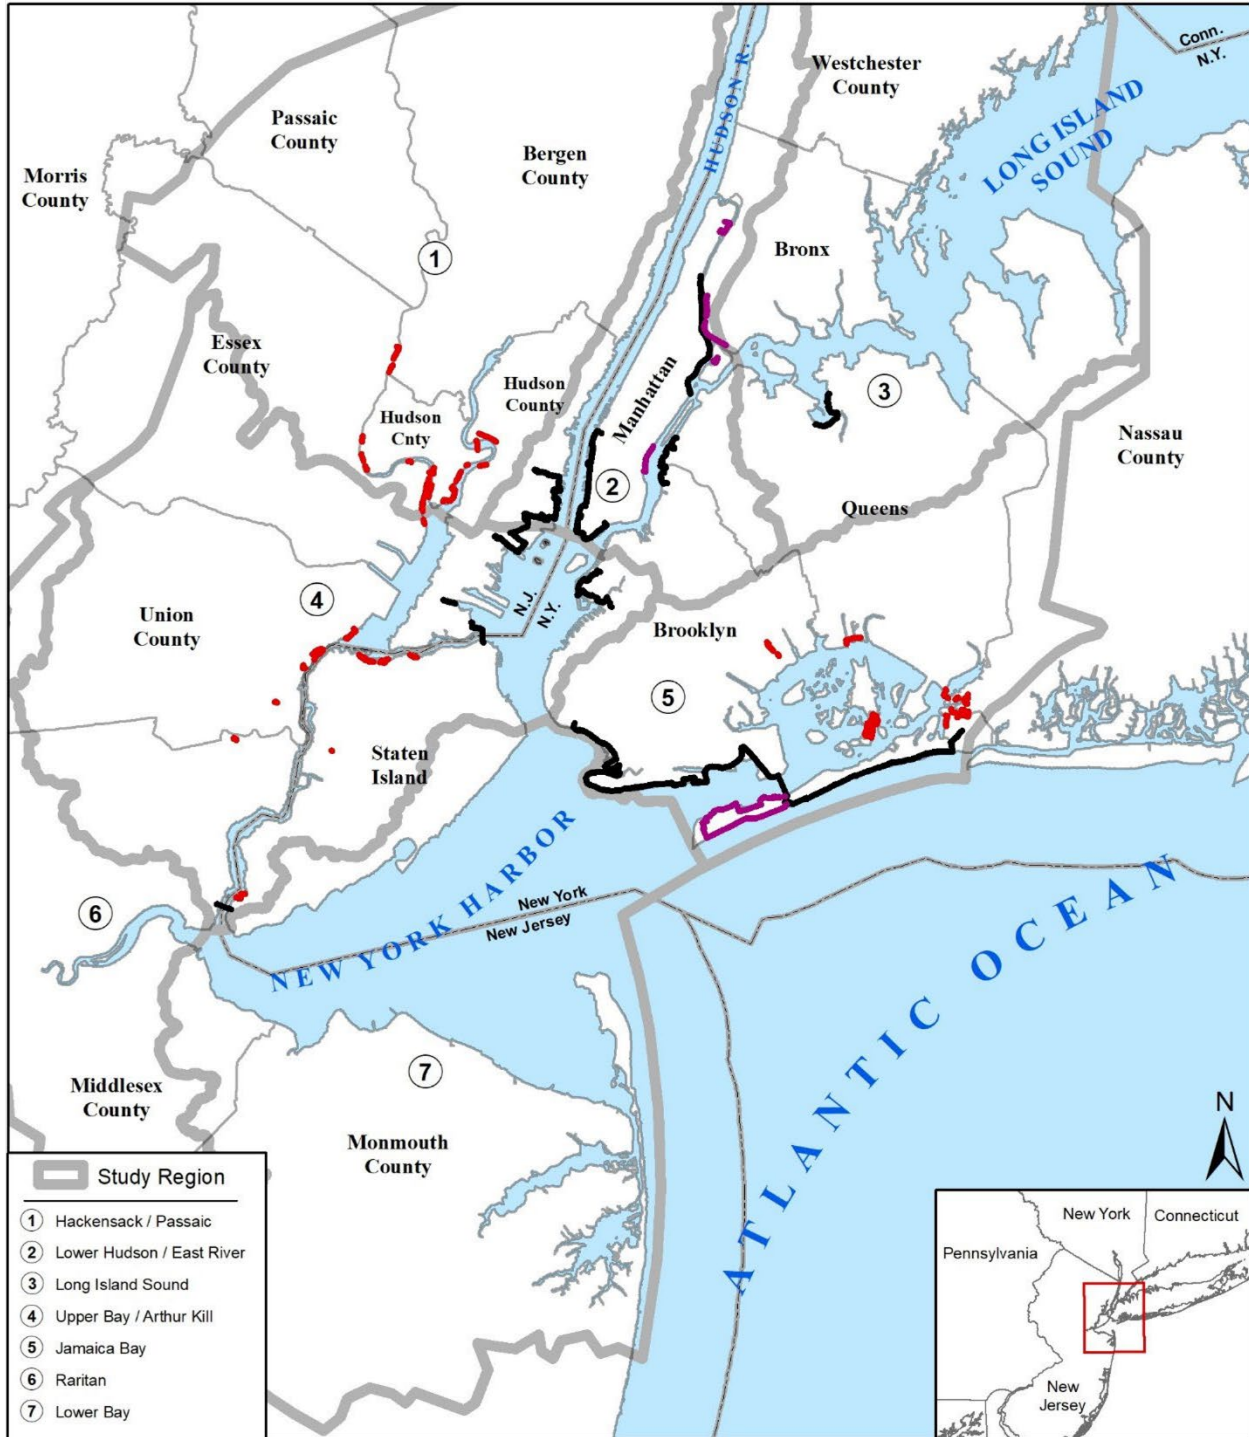 Conn.
N.Y.
Westchester
County
HUDSON R.
LONG ISLAND
SOUND
Passaic
County
Bergen
County
Morris
County
Bronx
1
Essex
County
Hudson
County
Manhattan
3
Hudson
Cnty
Nassau
County
2
Queens
4
Union
County
N.J.
N.Y.
Brooklyn
5
Staten
Island
NEW YORK HARBOR
New York
New Jersey
6
ATLANTIC OCEAN
7
Middlesex
County
Monmouth
County
N
Study Region
1 Hackensack / Passaic
2 Lower Hudson / East River
3 Long Island Sound
4 Upper Bay / Arthur Kill
5 Jamaica Bay
6 Raritan
7 Lower Bay
New York
Connecticut
Pennsylvania
New
Jersey